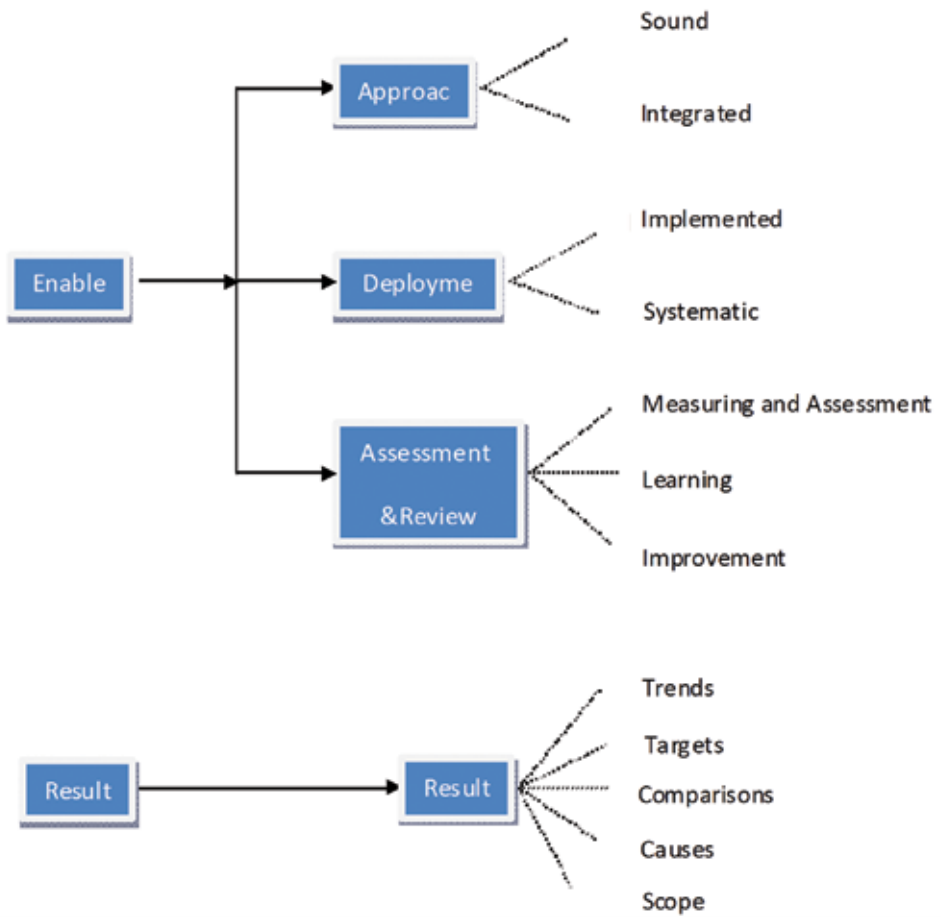 Sound
Approac
Integrated
Implemented
Enable
Deployme
Systematic
Measuring and Assessment
Assessment
&Review
Learning
Improvement
Trends
Targets
Result
Result
Comparisons
Causes
Scope